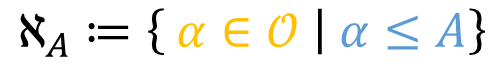 ℵ_A := { α ∈ 𝒪 | α ≤ A}